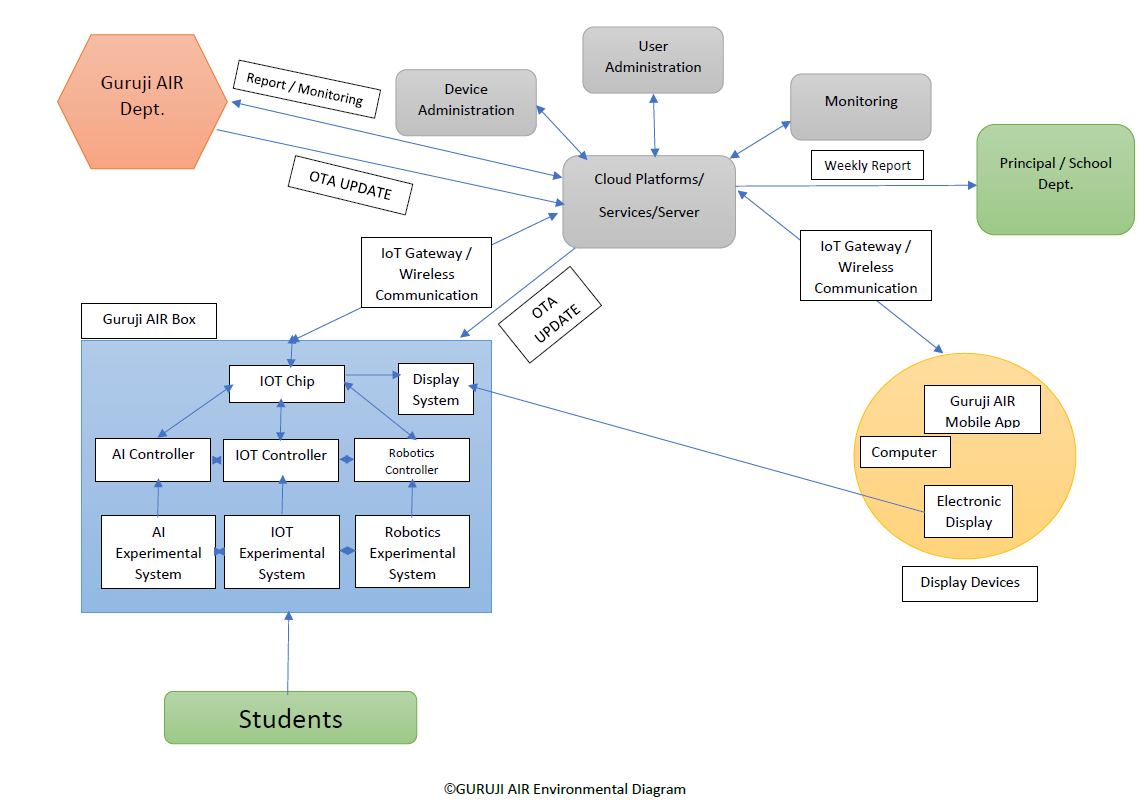 Guruji AIR
Dept.
Report / Monitoring
OTA UPDATE
Device
Administration
User
Administration
Monitoring
Cloud Platforms/
Services/Server
Weekly Report
Principal / School
Dept.
IoT Gateway /
Wireless
Communication
OTA
UPDATE
IoT Gateway /
Wireless
Communication
Guruji AIR Box
IOT Chip
Display
System
AI Controller
IOT Controller
Robotics
Controller
AI
Experimental
System
IOT
Experimental
System
Robotics
Experimental
System
Guruji AIR
Mobile App
Computer
Electronic
Display
Display Devices
Students
©GURUJI AIR Environmental Diagram